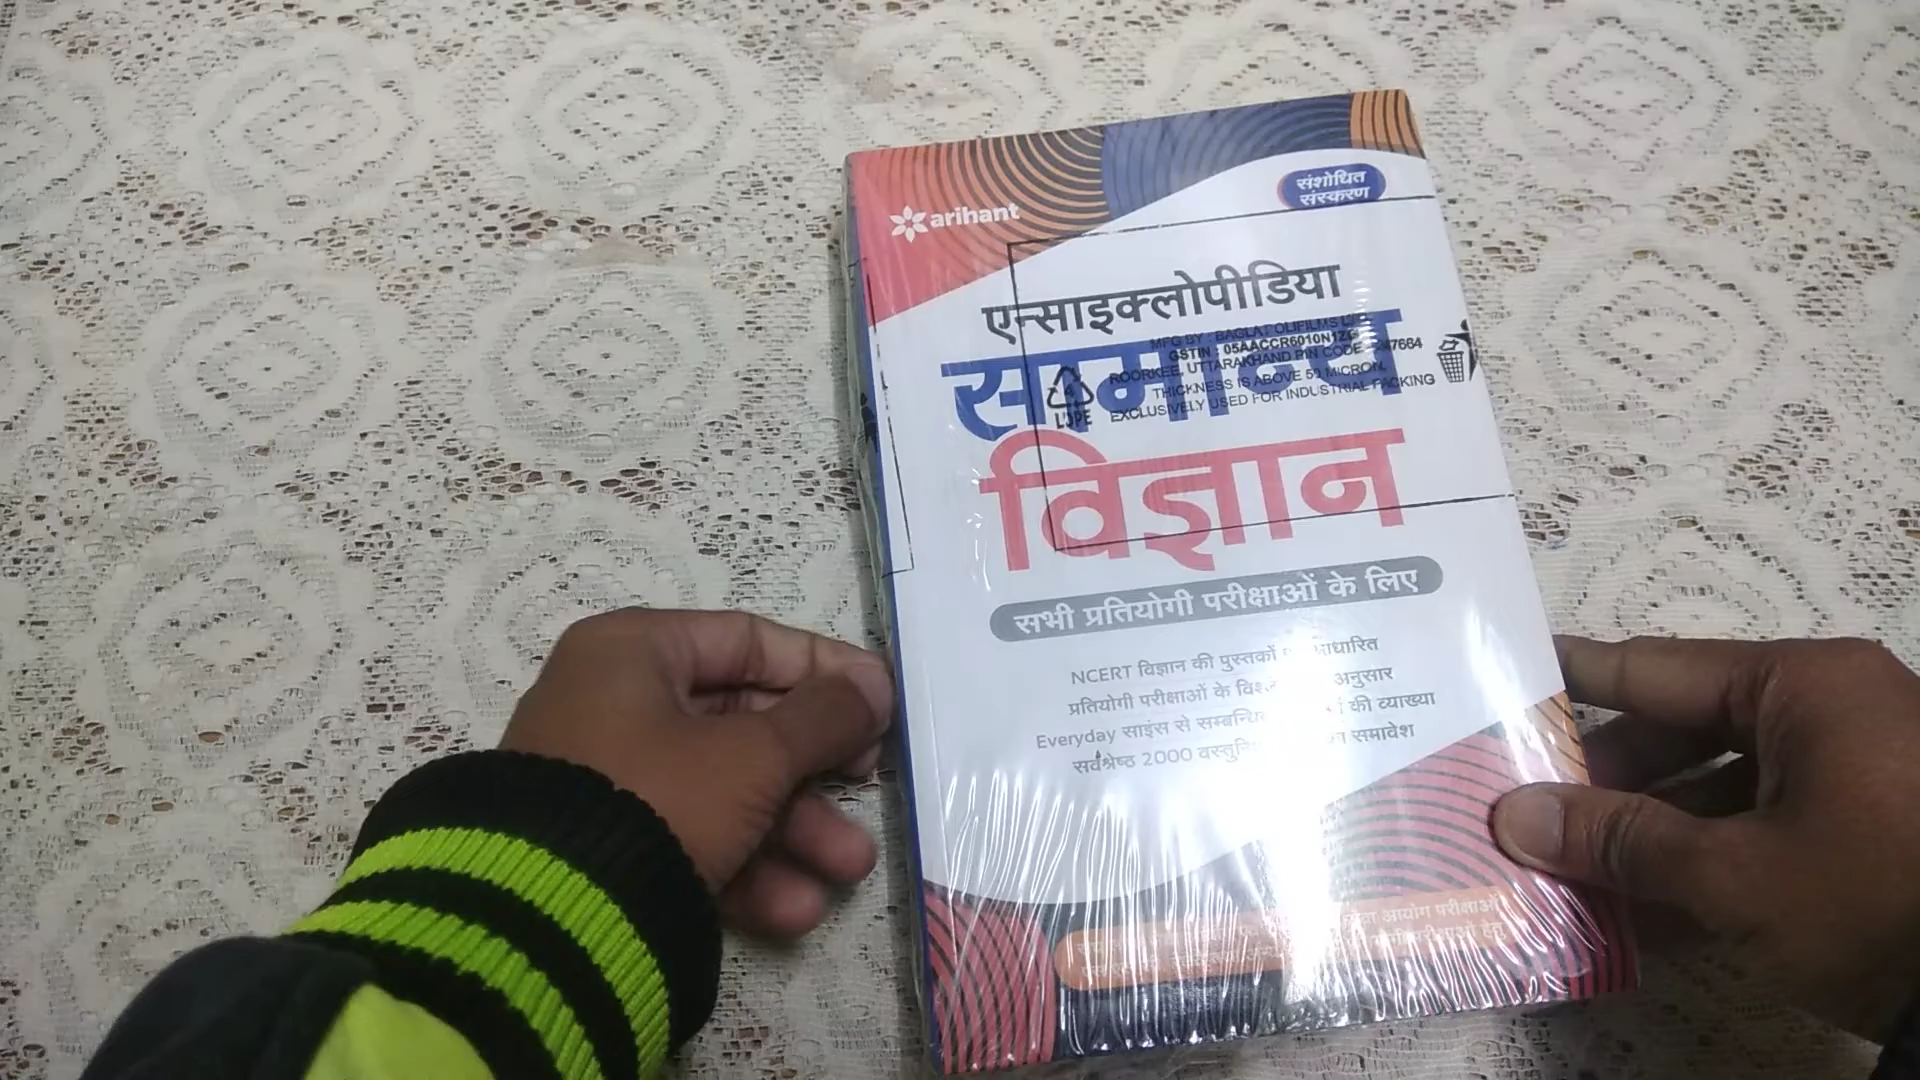 arihant
संशोधित
संस्करण
एन्साइक्लोपीडिया
सामान्य
विज्ञान
MFG BY : BAGLA POLIFILMS
GSTIN : 05AACCR6010N1Z
ROORKEE, UTTARAKHAND PIN CODE 247664
THICKNESS IS ABOVE 50 MICRON,
EXCLUSIVELY USED FOR INDUSTRIAL PACKING
LDPE
सभी प्रतियोगी परीक्षाओं के लिए
NCERT विज्ञान की पुस्तकों आधारित
प्रतियोगी परीक्षाओं के अनुसार
Everyday साइंस से सम्बन्धित की व्याख्या
सर्वश्रेष्ठ 2000 समावेश
आयोग परीक्षाओं